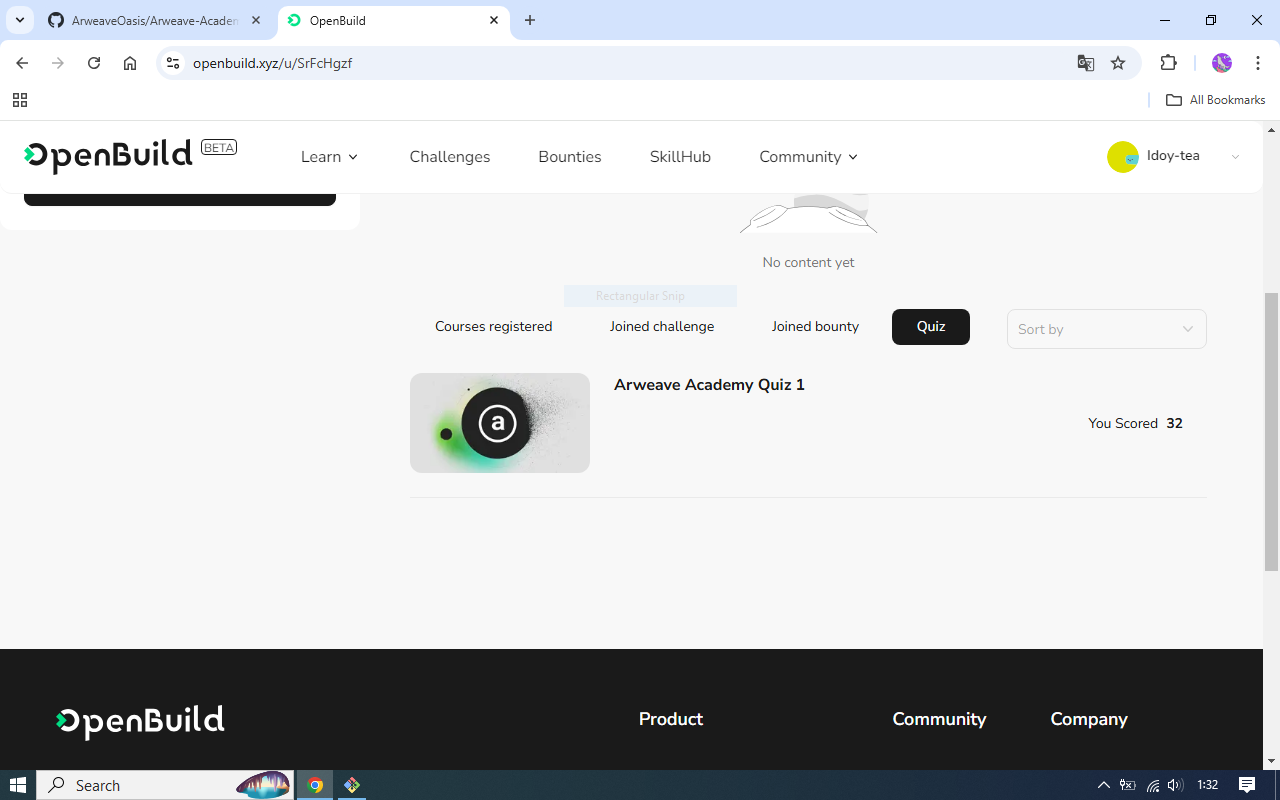 ArweaveOasis/Arweave-Academ
OpenBuild
openbuild.xyz/u/SrFcHgzf
All Bookmarks
OpenBuild BETA
Learn
Challenges
Bounties
SkillHub
Community
Idoy-tea
No content yet
Rectangular Snip
Courses registered
Joined challenge
Joined bounty
Quiz
Sort by
Arweave Academy Quiz 1
a
You Scored 32
OpenBuild
Product
Community
Company
Search
1:32